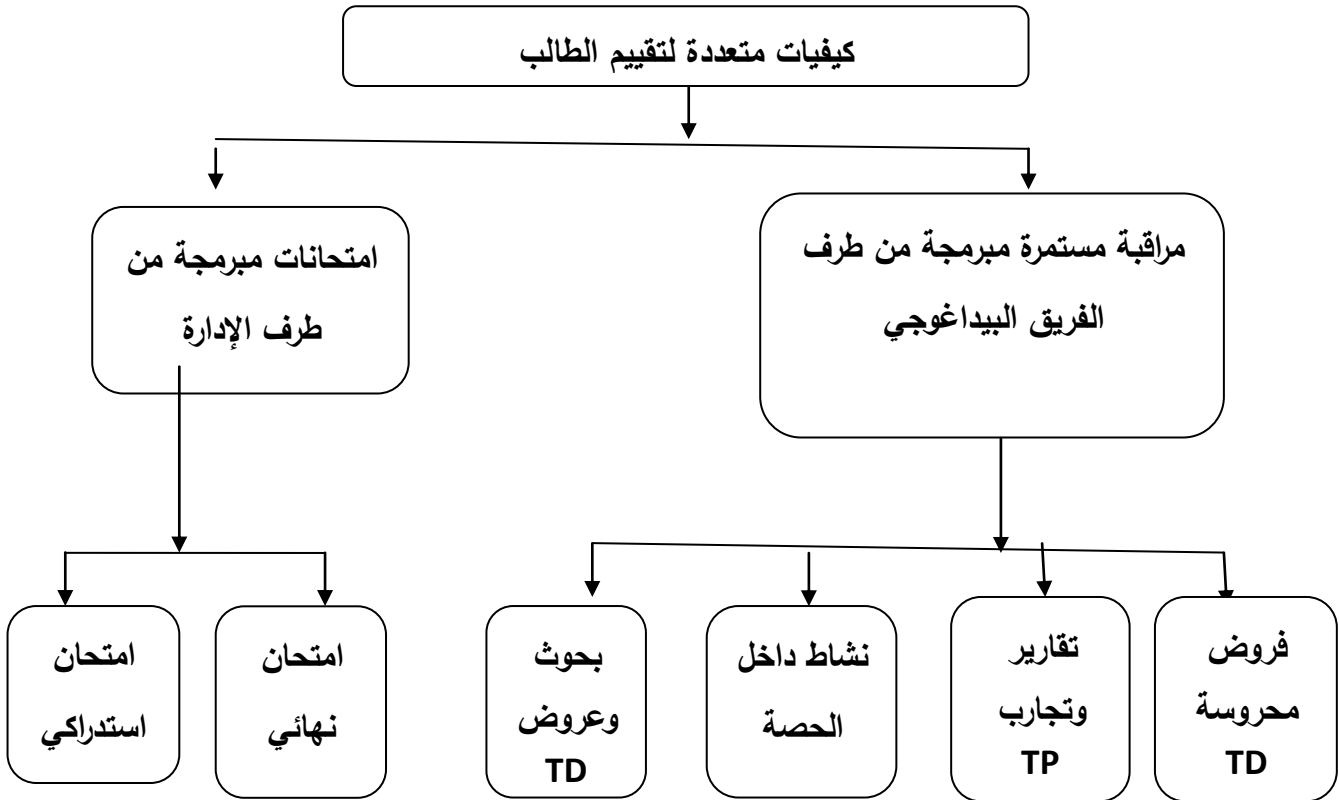 كيفيات متعددة لتقييم الطالب
مراقبة مستمرة مبرمجة من طرف
الفريق البيداغوجي
امتحانات مبرمجة من
طرف الإدارة
فروض
محروسة
TD
تقارير
وتجارب
TP
نشاط داخل
الحصة
بحوث
وعروض
TD
امتحان
نهائي
امتحان
استدراكي